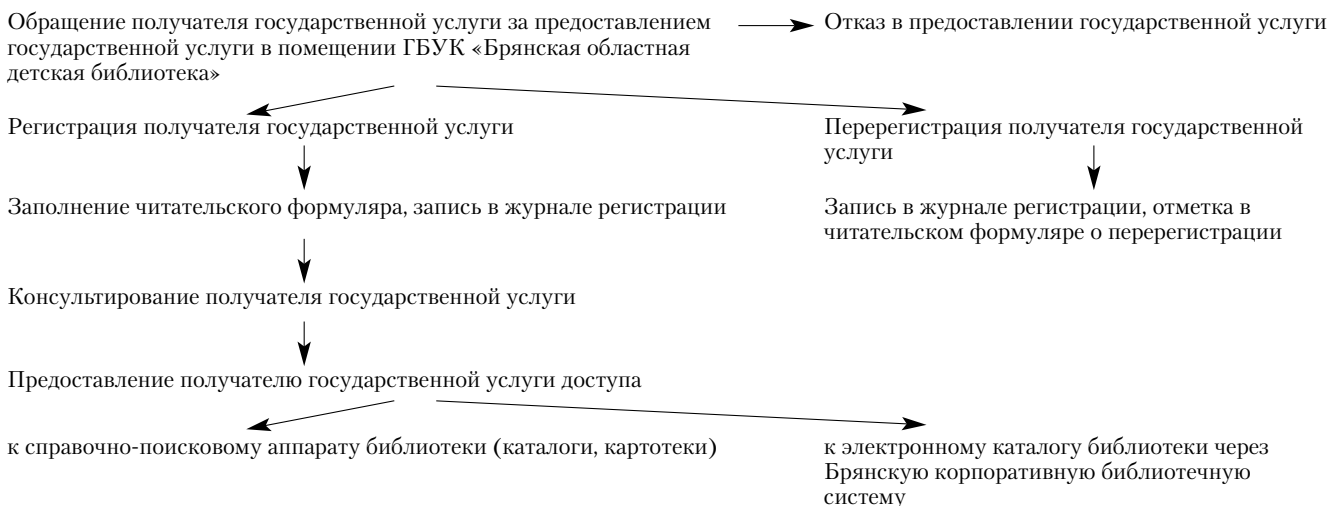 Обращение получателя государственной услуги за предоставлением
государственной услуги в помещении ГБУК «Брянская областная
детская библиотека»
Отказ в предоставлении государственной услуги
Регистрация получателя государственной услуги
Перерегистрация получателя государственной
услуги
Заполнение читательского формуляра, запись в журнале регистрации
Запись в журнале регистрации, отметка в
читательском формуляре о перерегистрации
Консультирование получателя государственной услуги
Предоставление получателю государственной услуги доступа
к справочно-поисковому аппарату библиотеки (каталоги, картотеки)
к электронному каталогу библиотеки через
Брянскую корпоративную библиотечную
систему